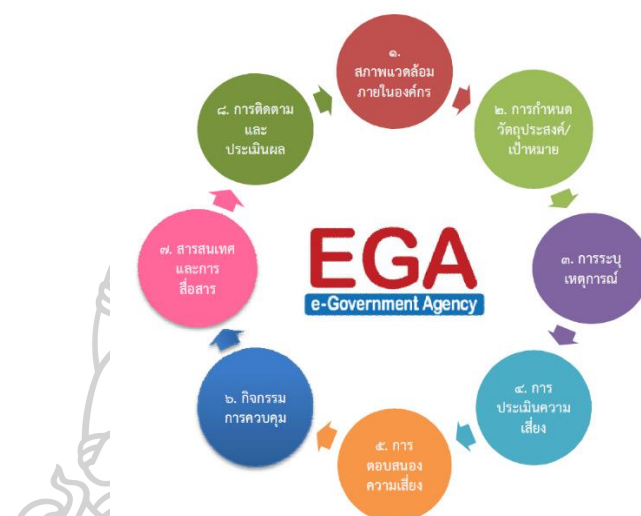 ๑.
สภาพแวดล้อม
ภายในองค์กร
๒. การกำหนด
วัตถุประสงค์/
เป้าหมาย
๓. การระบุ
เหตุการณ์
๔. การ
ประเมินความ
เสี่ยง
๕. การ
ตอบสนอง
ความเสี่ยง
๖. กิจกรรม
การควบคุม
๗. สารสนเทศ
และการ
สื่อสาร
๘. การติดตาม
และ
ประเมินผล
EGA
e-Government Agency